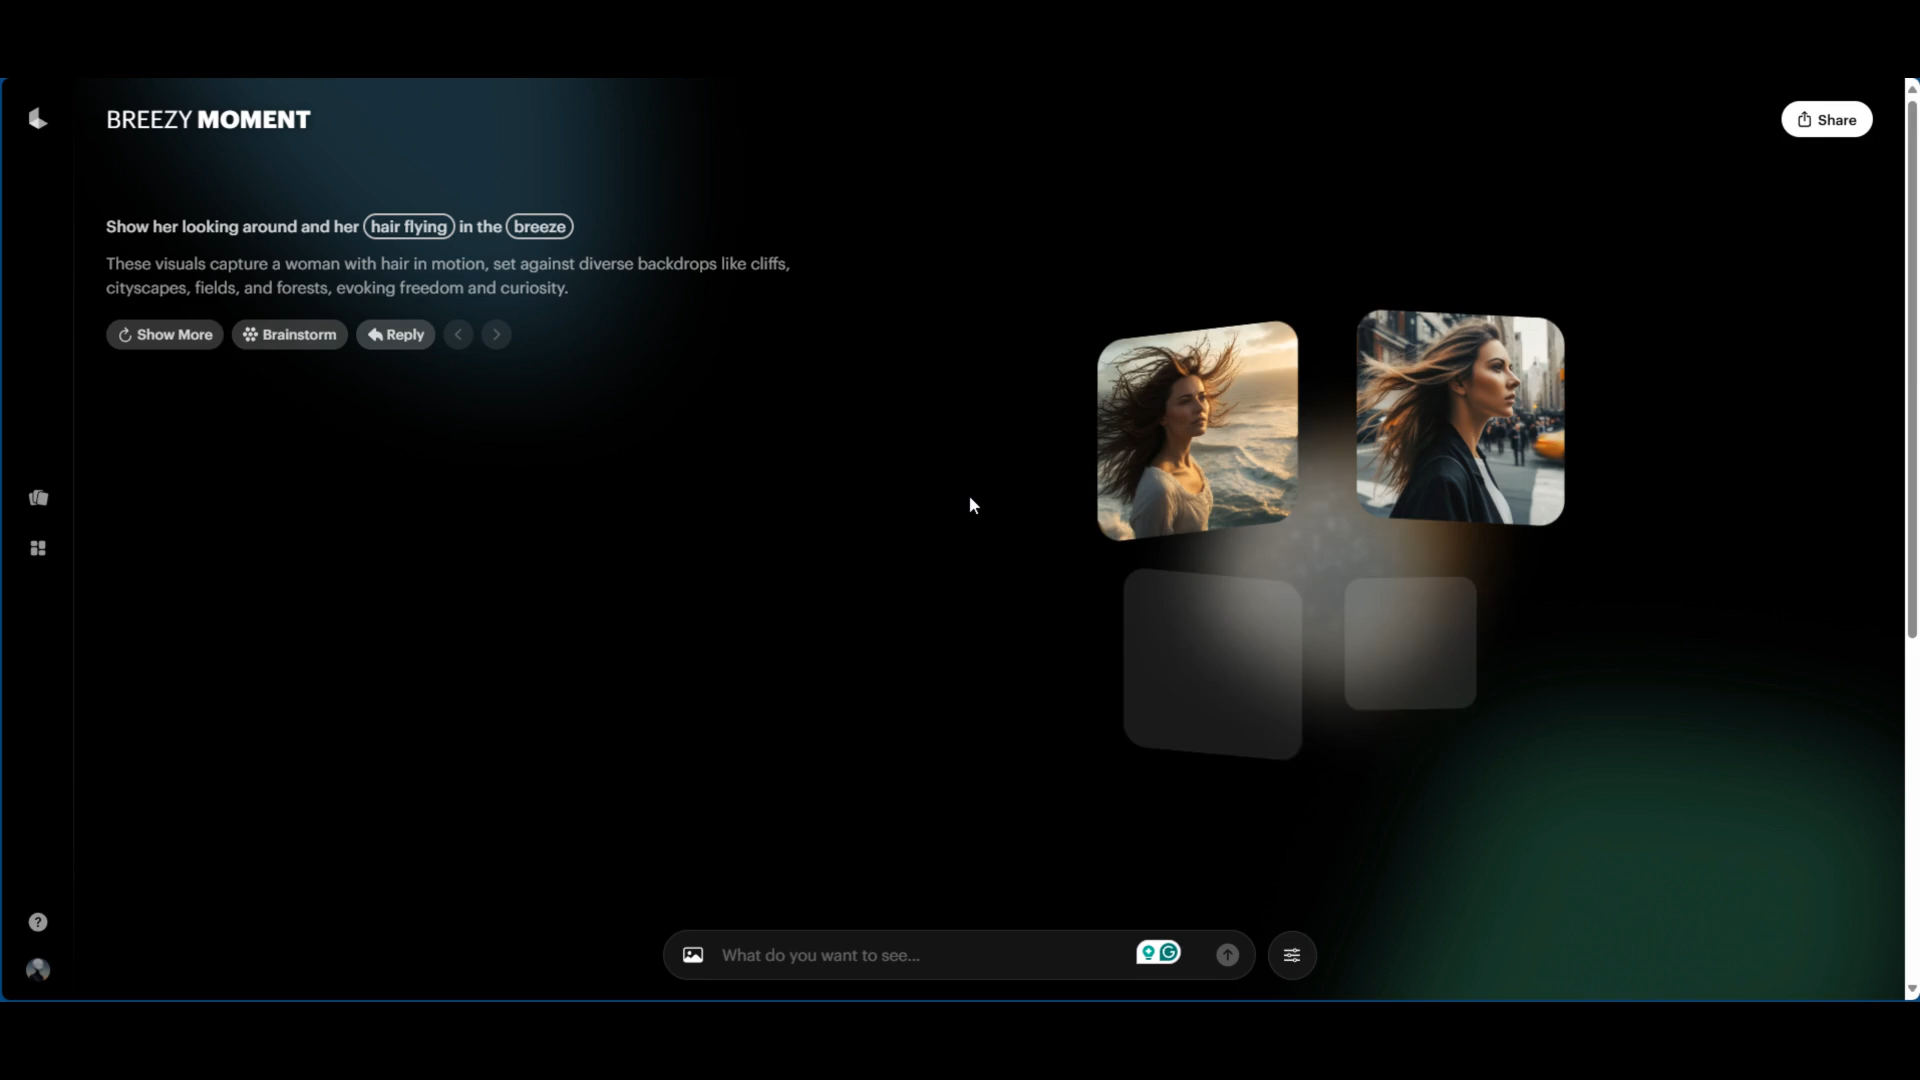 BREEZY MOMENT
Share
Show her looking around and her hair flying in the breeze
These visuals capture a woman with hair in motion, set against diverse backdrops like cliffs,
cityscapes, fields, and forests, evoking freedom and curiosity.
Show More Brainstorm Reply
?
What do you want to see...